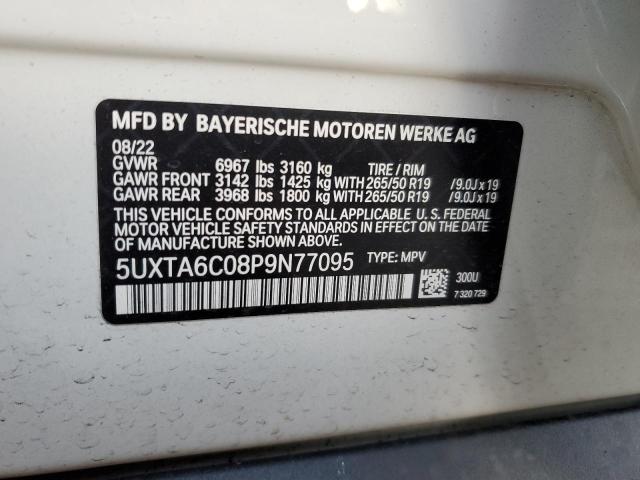 MFD BY BAYERISCHE MOTOREN WERKE AG
08/22
GVWR 6967 lbs 3160 kg TIRE / RIM
GAWR FRONT 3142 lbs 1425 kg WITH 265/50 R19 /9.0J x 19
GAWR REAR 3968 lbs 1800 kg WITH 265/50 R19 /9.0J x 19
THIS VEHICLE CONFORMS TO ALL APPLICABLE U. S. FEDERAL
MOTOR VEHICLE SAFETY STANDARDS IN EFFECT ON THE
DATE OF MANUFACTURE SHOWN ABOVE.
5UXTA6C08P9N77095 TYPE: MPV
300U
7 320 729